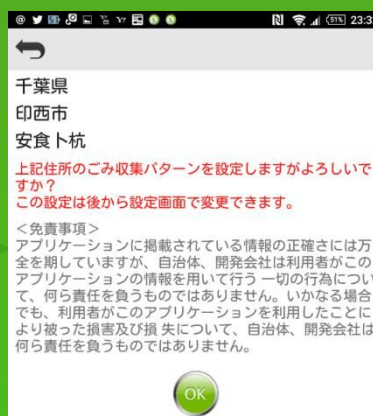 51% 23:3
千葉県
印西市
安食卜杭
上記住所のごみ収集パターンを設定しますがよろしいで
すか？
この設定は後から設定画面で変更できます。
＜免責事項＞
アプリケーションに掲載されている情報の正確さには万
全を期していますが、自治体、開発会社は利用者がこの
アプリケーションの情報を用いて行う 一切の行為につい
て、何ら責任を負うものではありません。いかなる場合
でも、利用者がこのアプリケーションを利用したことに
より被った損害及び損 失について、自治体、開発会社は
何ら責任を負うものではありません。
OK